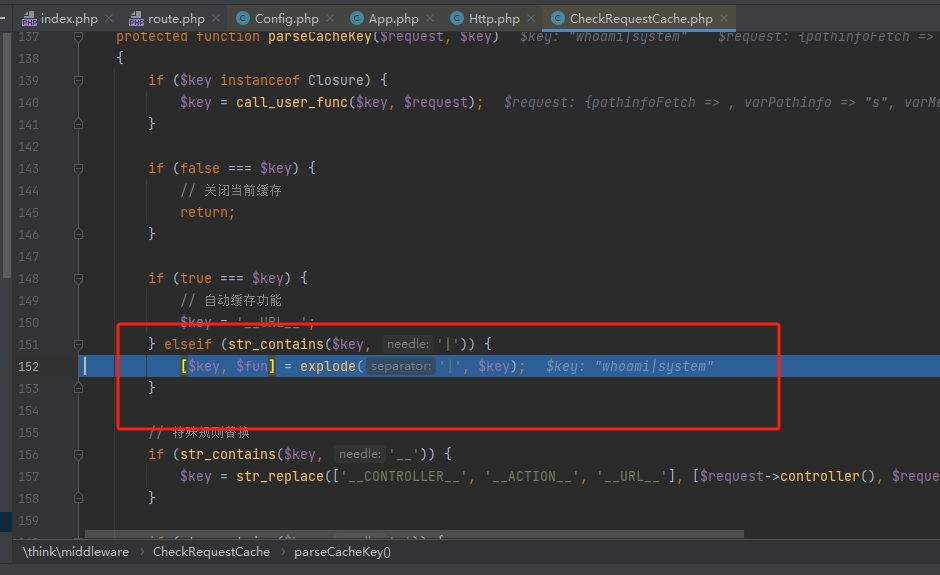 index.php × route.php × Config.php × App.php × Http.php × CheckRequestCache.php ×
137 protected function parseCacheKey($request, $key) $key: "whoami|system" $request: {pathinfoFetch =>
138 {
139 if ($key instanceof Closure) {
140 $key = call_user_func($key, $request); $request: {pathinfoFetch => , varPathinfo => "s", varMe
141 }
142
143 if (false === $key) {
144 // 关闭当前缓存
145 return;
146 }
147
148 if (true === $key) {
149 // 自动缓存功能
150 $key = '__URL__';
151 } elseif (str_contains($key, needle: '|')) {
152 [$key, $fun] = explode( separator: '|', $key); $key: "whoami|system"
153 }
154
155 // 特殊规则替换
156 if (str_contains($key, needle: '__')) {
157 $key = str_replace(['__CONTROLLER__', '__ACTION__', '__URL__'], [$request->controller(), $reque
158 }
159
\think\middleware › CheckRequestCache › parseCacheKey()